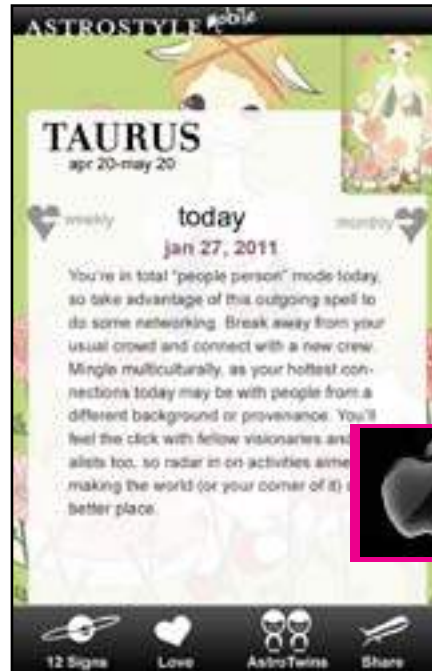 ASTROSTYLE mobile
TAURUS
apr 20-may 20
weekly
today
monthly
jan 27, 2011
You're in total "people person" mode today,
so take advantage of this outgoing spell to
do some networking. Break away from your
usual crowd and connect with a new crew.
Mingle multiculturally, as your hottest con-
nections today may be with people from a
different background or provenance. You'll
feel the click with fellow visionaries and
alists too, so radar in on activities aime
making the world (or your corner of it)
better place.
12 Signs
Love
AstroTwins
Share